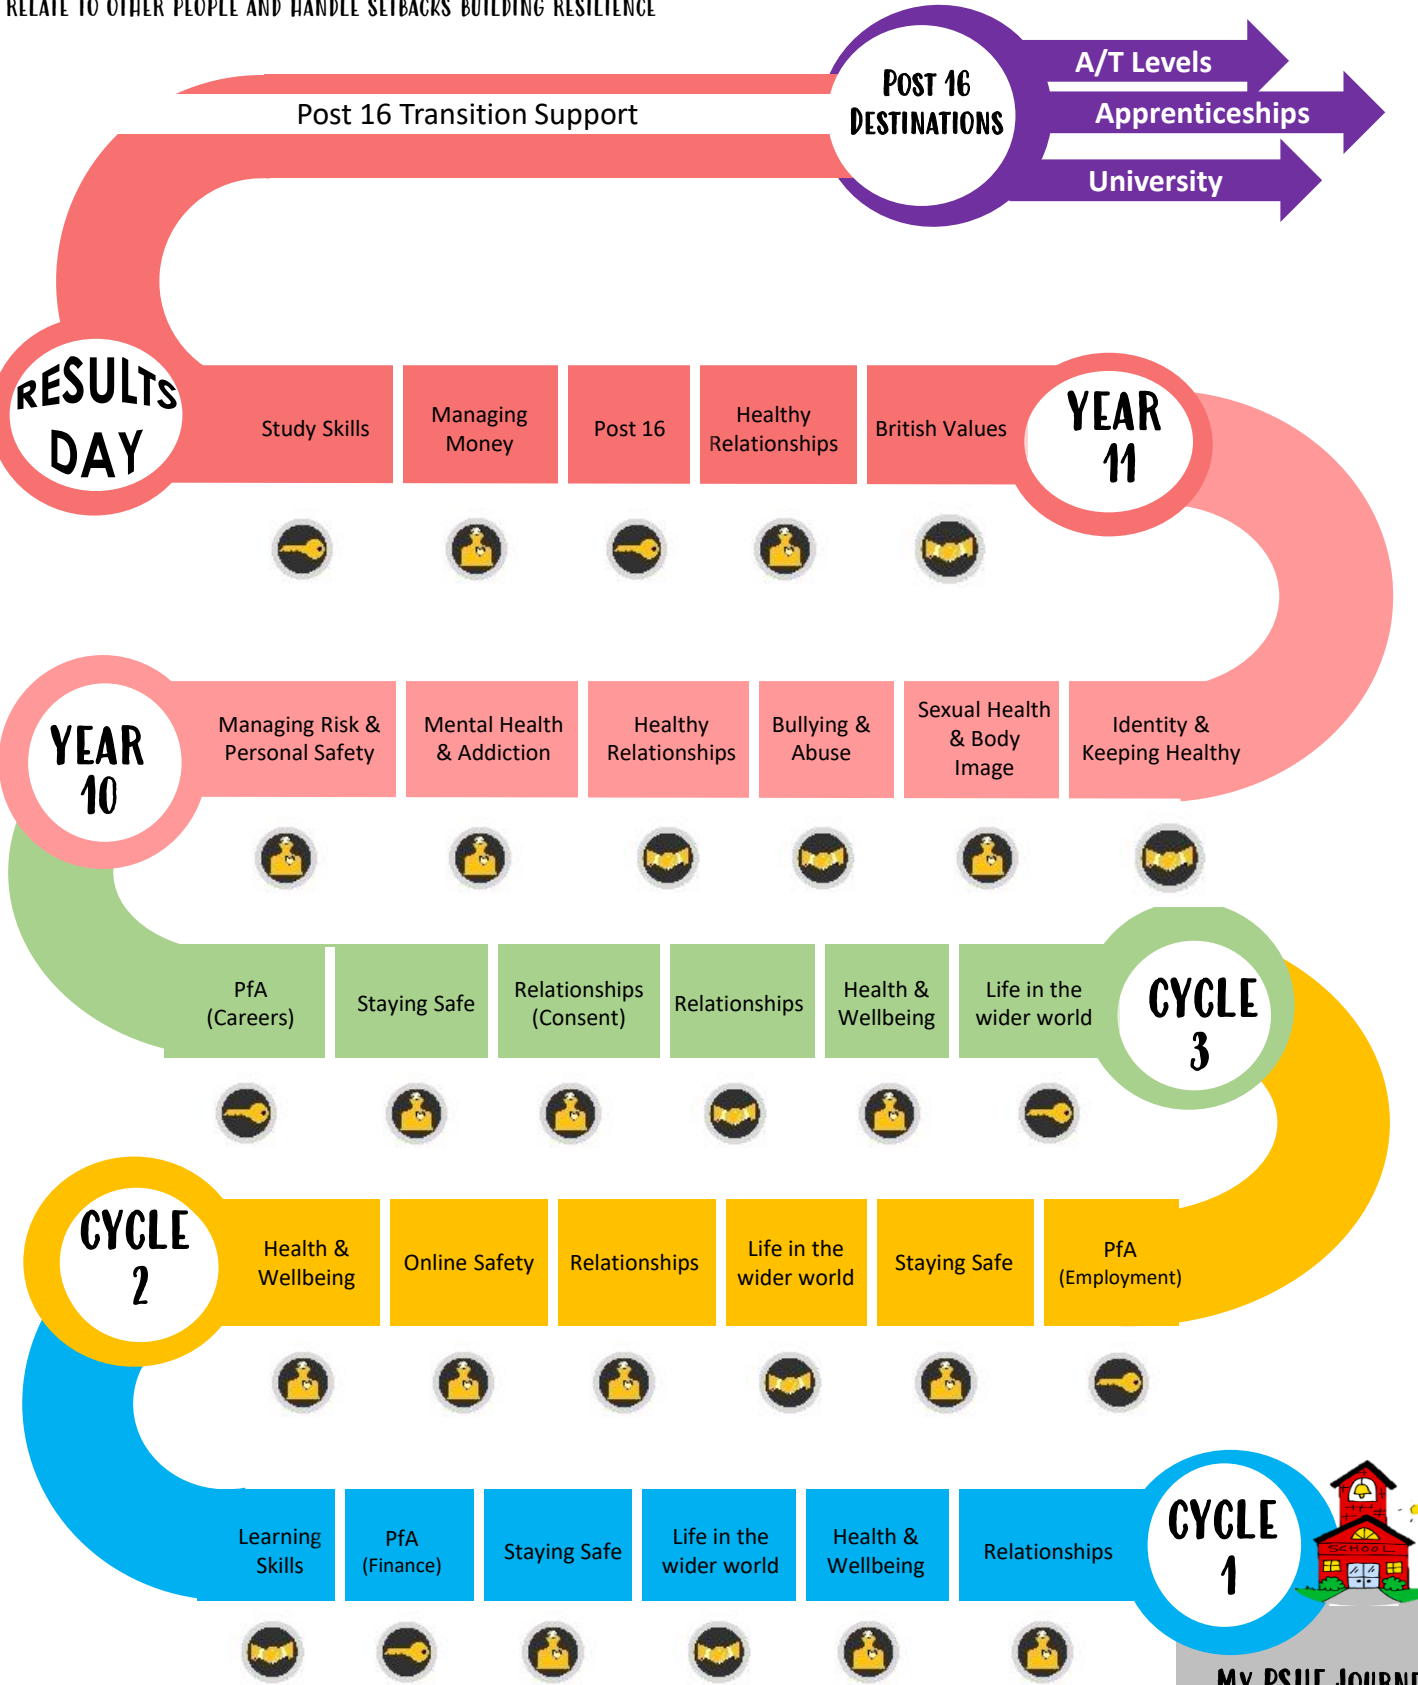 RELATE TO OTHER PEOPLE AND HANDLE SETBACKS BUILDING RESILIENCE
POST 16
DESTINATIONS
A/T Levels
Apprenticeships
University
Post 16 Transition Support
RESULTS
DAY
Study Skills
Managing
Money
Post 16
Healthy
Relationships
British Values
YEAR
11
YEAR
10
Managing Risk &
Personal Safety
Mental Health
& Addiction
Healthy
Relationships
Bullying &
Abuse
Sexual Health
& Body
Image
Identity &
Keeping Healthy
PfA
(Careers)
Staying Safe
Relationships
(Consent)
Relationships
Health &
Wellbeing
Life in the
wider world
CYCLE
3
CYCLE
2
Health &
Wellbeing
Online Safety
Relationships
Life in the
wider world
Staying Safe
PfA
(Employment)
Learning
Skills
PfA
(Finance)
Staying Safe
Life in the
wider world
Health &
Wellbeing
Relationships
CYCLE
1
SCHOOL
MY PSHE